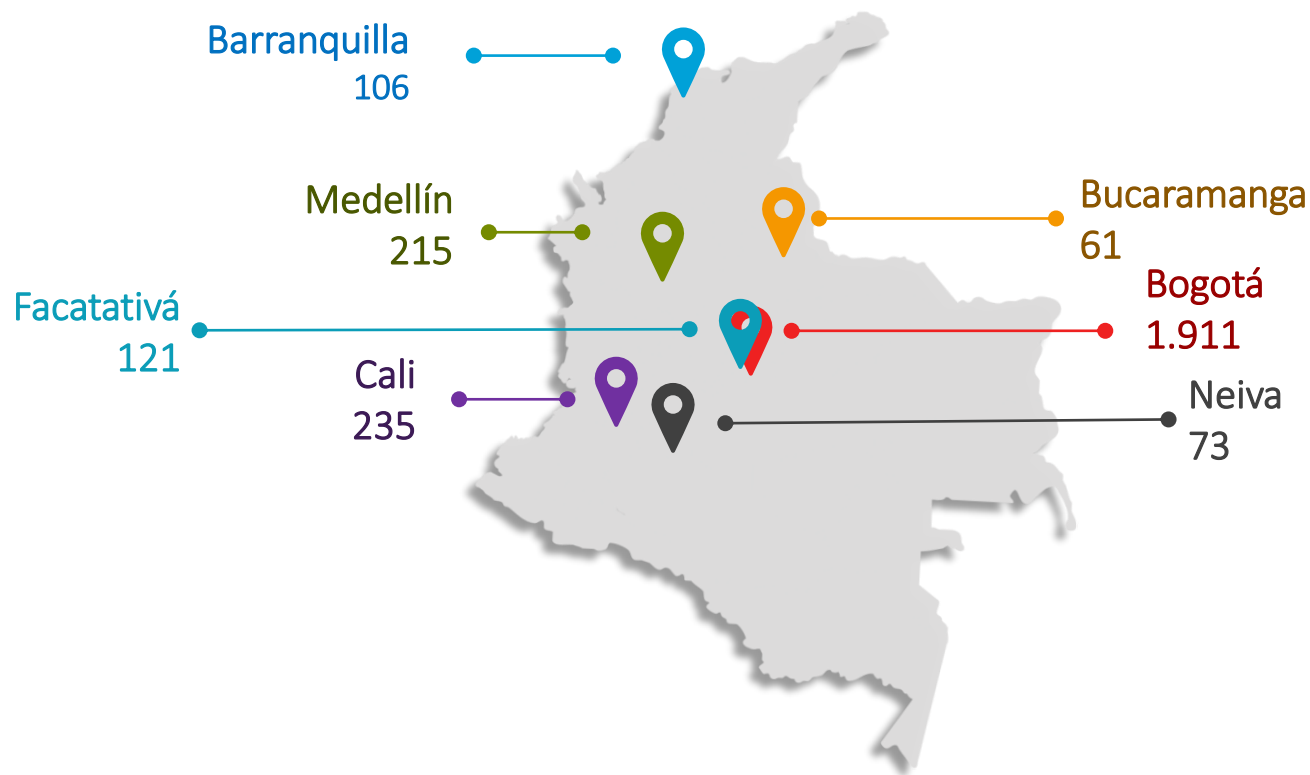 Barranquilla
106
Medellín
215
Bucaramanga
61
Facatativá
121
Bogotá
1.911
Cali
235
Neiva
73